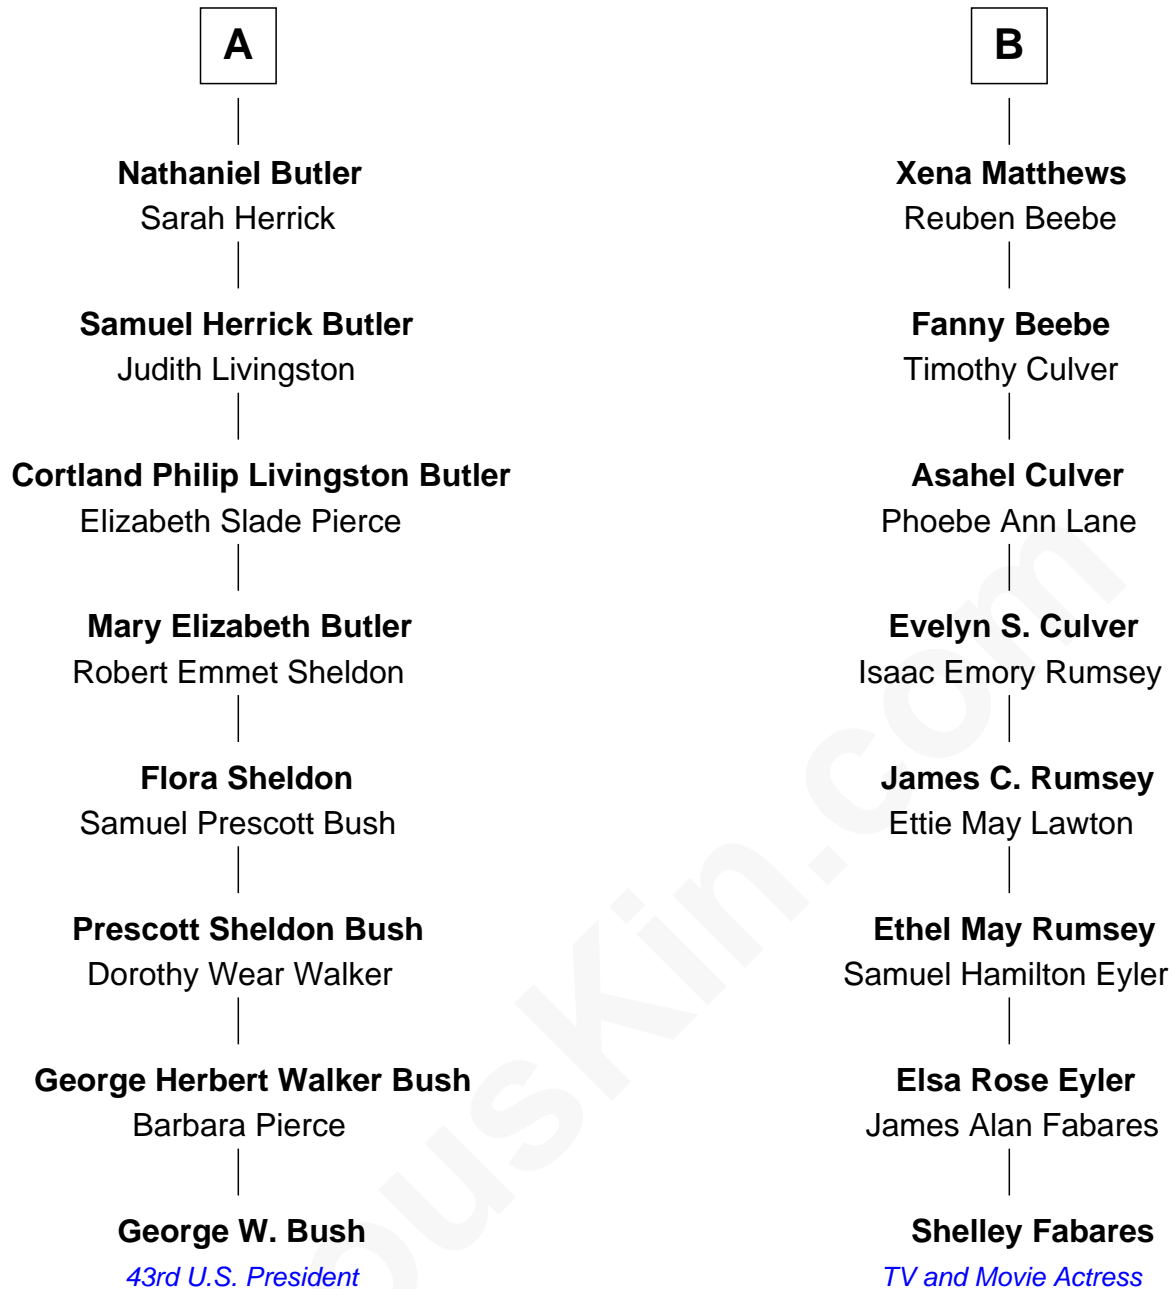 A
Nathaniel Butler
Sarah Herrick
Samuel Herrick Butler
Judith Livingston
Cortland Philip Livingston Butler
Elizabeth Slade Pierce
Mary Elizabeth Butler
Robert Emmet Sheldon
Flora Sheldon
Samuel Prescott Bush
Prescott Sheldon Bush
Dorothy Wear Walker
George Herbert Walker Bush
Barbara Pierce
George W. Bush
43rd U.S. President
B
Xena Matthews
Reuben Beebe
Fanny Beebe
Timothy Culver
Asahel Culver
Phoebe Ann Lane
Evelyn S. Culver
Isaac Emory Rumsey
James C. Rumsey
Ettie May Lawton
Ethel May Rumsey
Samuel Hamilton Eyler
Elsa Rose Eyler
James Alan Fabares
Shelley Fabares
TV and Movie Actress
ousKin.com